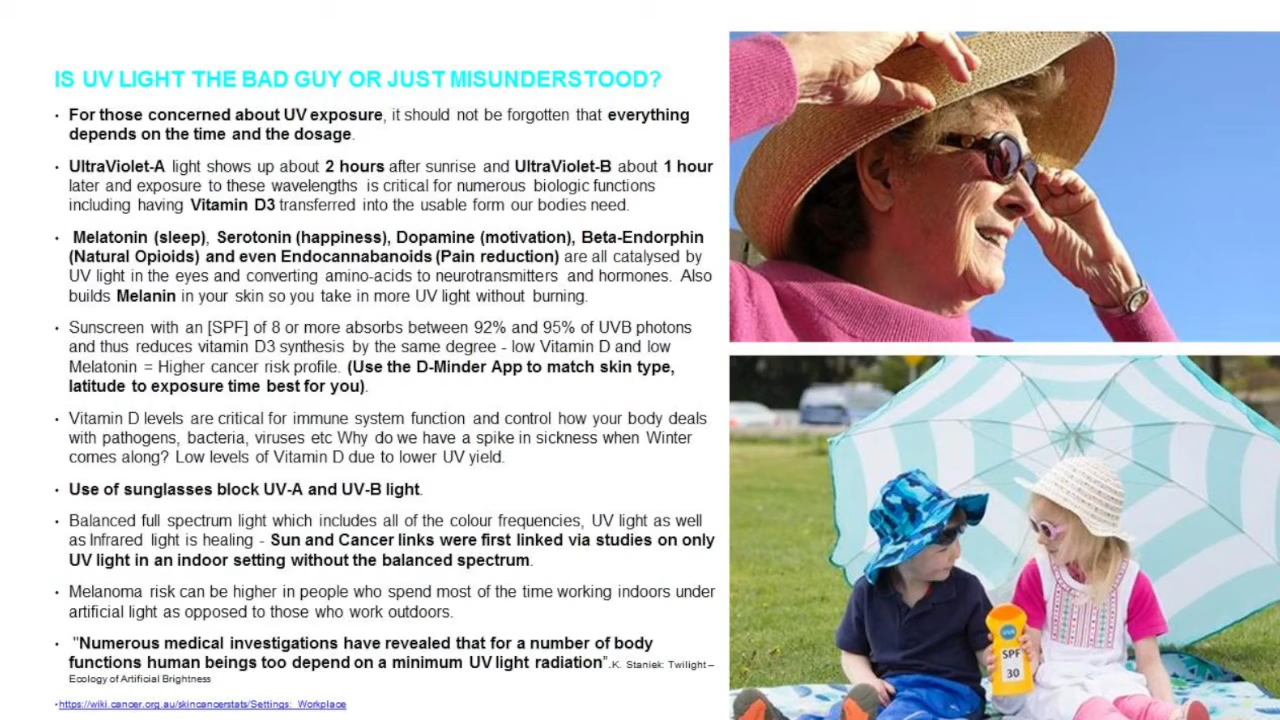 IS UV LIGHT THE BAD GUY OR JUST MISUNDERSTOOD?
• For those concerned about UV exposure, it should not be forgotten that everything
depends on the time and the dosage.
• UltraViolet-A light shows up about 2 hours after sunrise and UltraViolet-B about 1 hour
later and exposure to these wavelengths is critical for numerous biologic functions
including having Vitamin D3 transferred into the usable form our bodies need.
• Melatonin (sleep), Serotonin (happiness), Dopamine (motivation), Beta-Endorphin
(Natural Opioids) and even Endocannabanoids (Pain reduction) are all catalysed by
UV light in the eyes and converting amino-acids to neurotransmitters and hormones. Also
builds Melanin in your skin so you take in more UV light without burning.
• Sunscreen with an [SPF] of 8 or more absorbs between 92% and 95% of UVB photons
and thus reduces vitamin D3 synthesis by the same degree - low Vitamin D and low
Melatonin = Higher cancer risk profile. (Use the D-Minder App to match skin type,
latitude to exposure time best for you).
• Vitamin D levels are critical for immune system function and control how your body deals
with pathogens, bacteria, viruses etc Why do we have a spike in sickness when Winter
comes along? Low levels of Vitamin D due to lower UV yield.
• Use of sunglasses block UV-A and UV-B light.
• Balanced full spectrum light which includes all of the colour frequencies, UV light as well
as Infrared light is healing - Sun and Cancer links were first linked via studies on only
UV light in an indoor setting without the balanced spectrum.
• Melanoma risk can be higher in people who spend most of the time working indoors under
artificial light as opposed to those who work outdoors.
• "Numerous medical investigations have revealed that for a number of body
functions human beings too depend on a minimum UV light radiation".K. Staniek: Twilight –
Ecology of Artificial Brightness
•https://wiki.cancer.org.au/skincancerstats/Settings:_Workplace
UVA
SPF
30